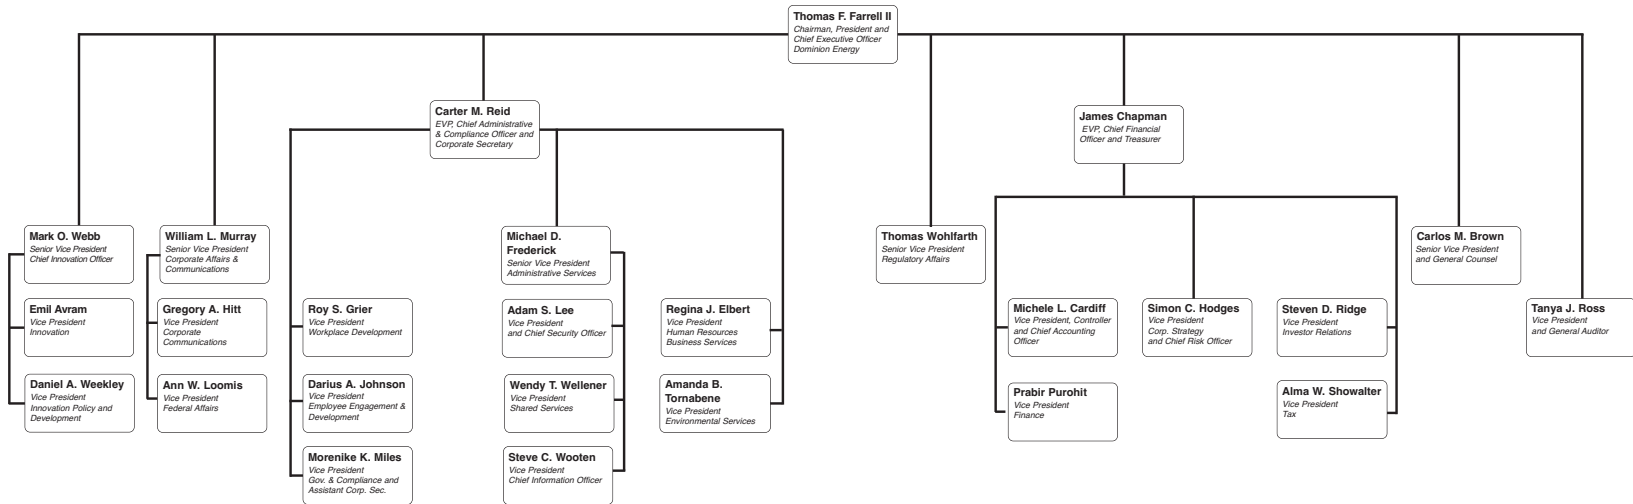 Thomas F. Farrell II
Chairman, President and
Chief Executive Officer
Dominion Energy
Carter M. Reid
EVP, Chief Administrative
& Compliance Officer and
Corporate Secretary
James Chapman
EVP, Chief Financial
Officer and Treasurer
Mark O. Webb
Senior Vice President
Chief Innovation Officer
William L. Murray
Senior Vice President
Corporate Affairs &
Communications
Michael D.
Frederick
Senior Vice President
Administrative Services
Thomas Wohlfarth
Senior Vice President
Regulatory Affairs
Carlos M. Brown
Senior Vice President
and General Counsel
Emil Avram
Vice President
Innovation
Gregory A. Hitt
Vice President
Corporate
Communications
Roy S. Grier
Vice President
Workplace Development
Adam S. Lee
Vice President
and Chief Security Officer
Regina J. Elbert
Vice President
Human Resources
Business Services
Michele L. Cardiff
Vice President, Controller
and Chief Accounting
Officer
Simon C. Hodges
Vice President
Corp. Strategy
and Chief Risk Officer
Steven D. Ridge
Vice President
Investor Relations
Tanya J. Ross
Vice President
and General Auditor
Daniel A. Weekley
Vice President
Innovation Policy and
Development
Ann W. Loomis
Vice President
Federal Affairs
Darius A. Johnson
Vice President
Employee Engagement &
Development
Wendy T. Wellener
Vice President
Shared Services
Amanda B.
Tornabene
Vice President
Environmental Services
Prabir Purohit
Vice President
Finance
Alma W. Showalter
Vice President
Tax
Morenike K. Miles
Vice President
Gov. & Compliance and
Assistant Corp. Sec.
Steve C. Wooten
Vice President
Chief Information Officer